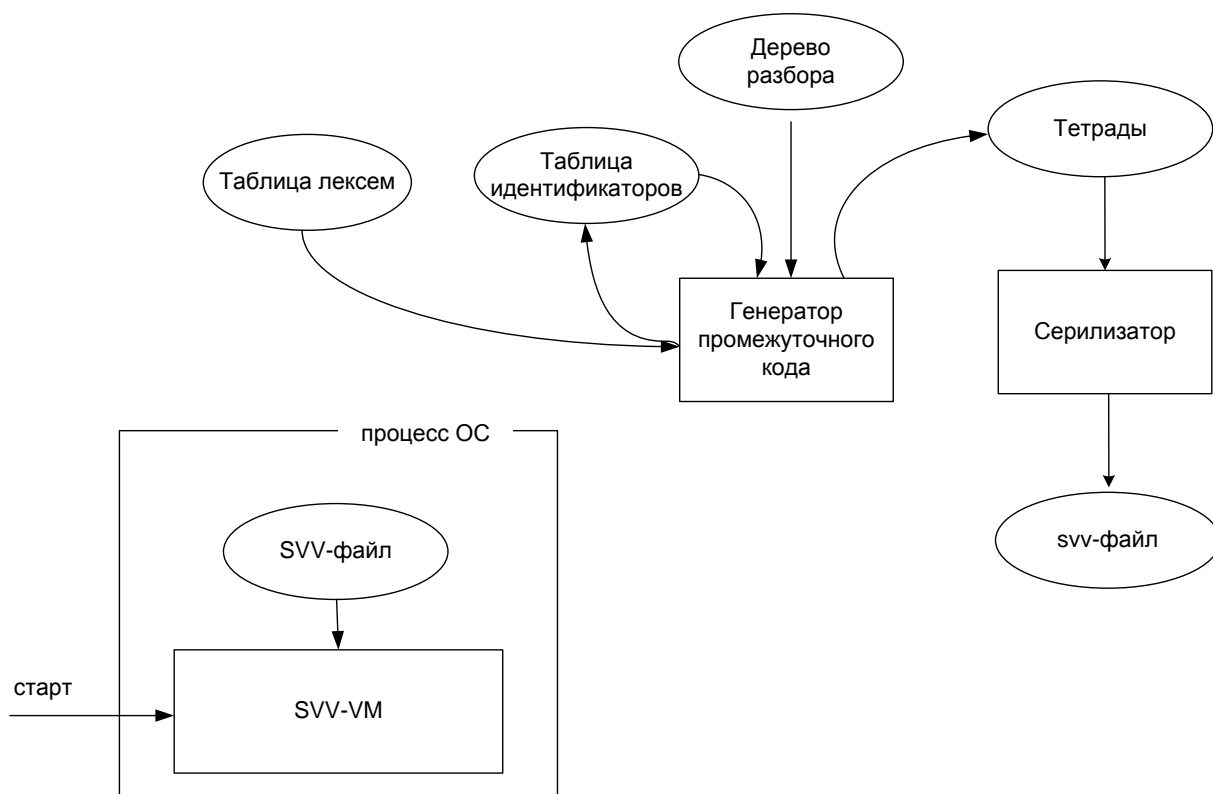 Дерево
разбора
Тетрады
Таблица лексем
Таблица
идентификаторов
Генератор
промежуточного
кода
Серилизатор
процесс ОС
SVV-файл
svv-файл
старт
SVV-VM